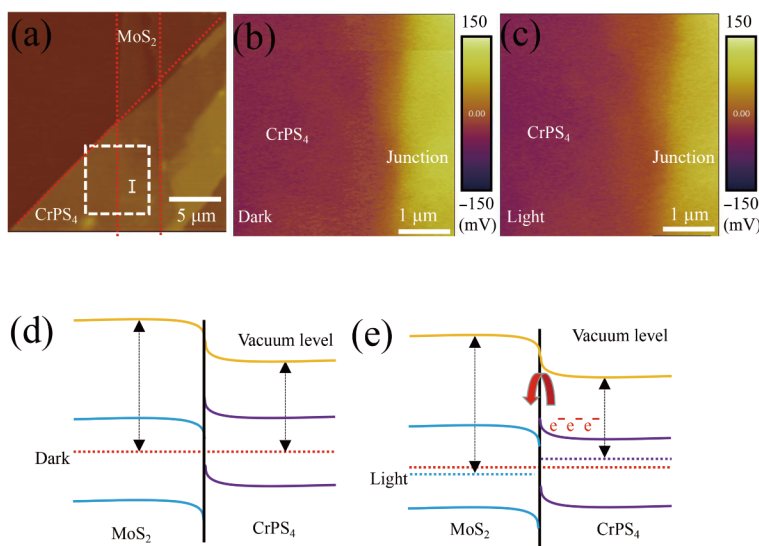 (a)
MoS₂
I
CrPS₄
5 μm
(b)
CrPS₄
Junction
Dark
1 μm
150
0.00
−150
(mV)
(c)
CrPS₄
Junction
Light
1 μm
150
0.00
−150
(mV)
(d)
Vacuum level
Dark
MoS₂
CrPS₄
(e)
Vacuum level
e⁻ e⁻ e⁻
Light
MoS₂
CrPS₄